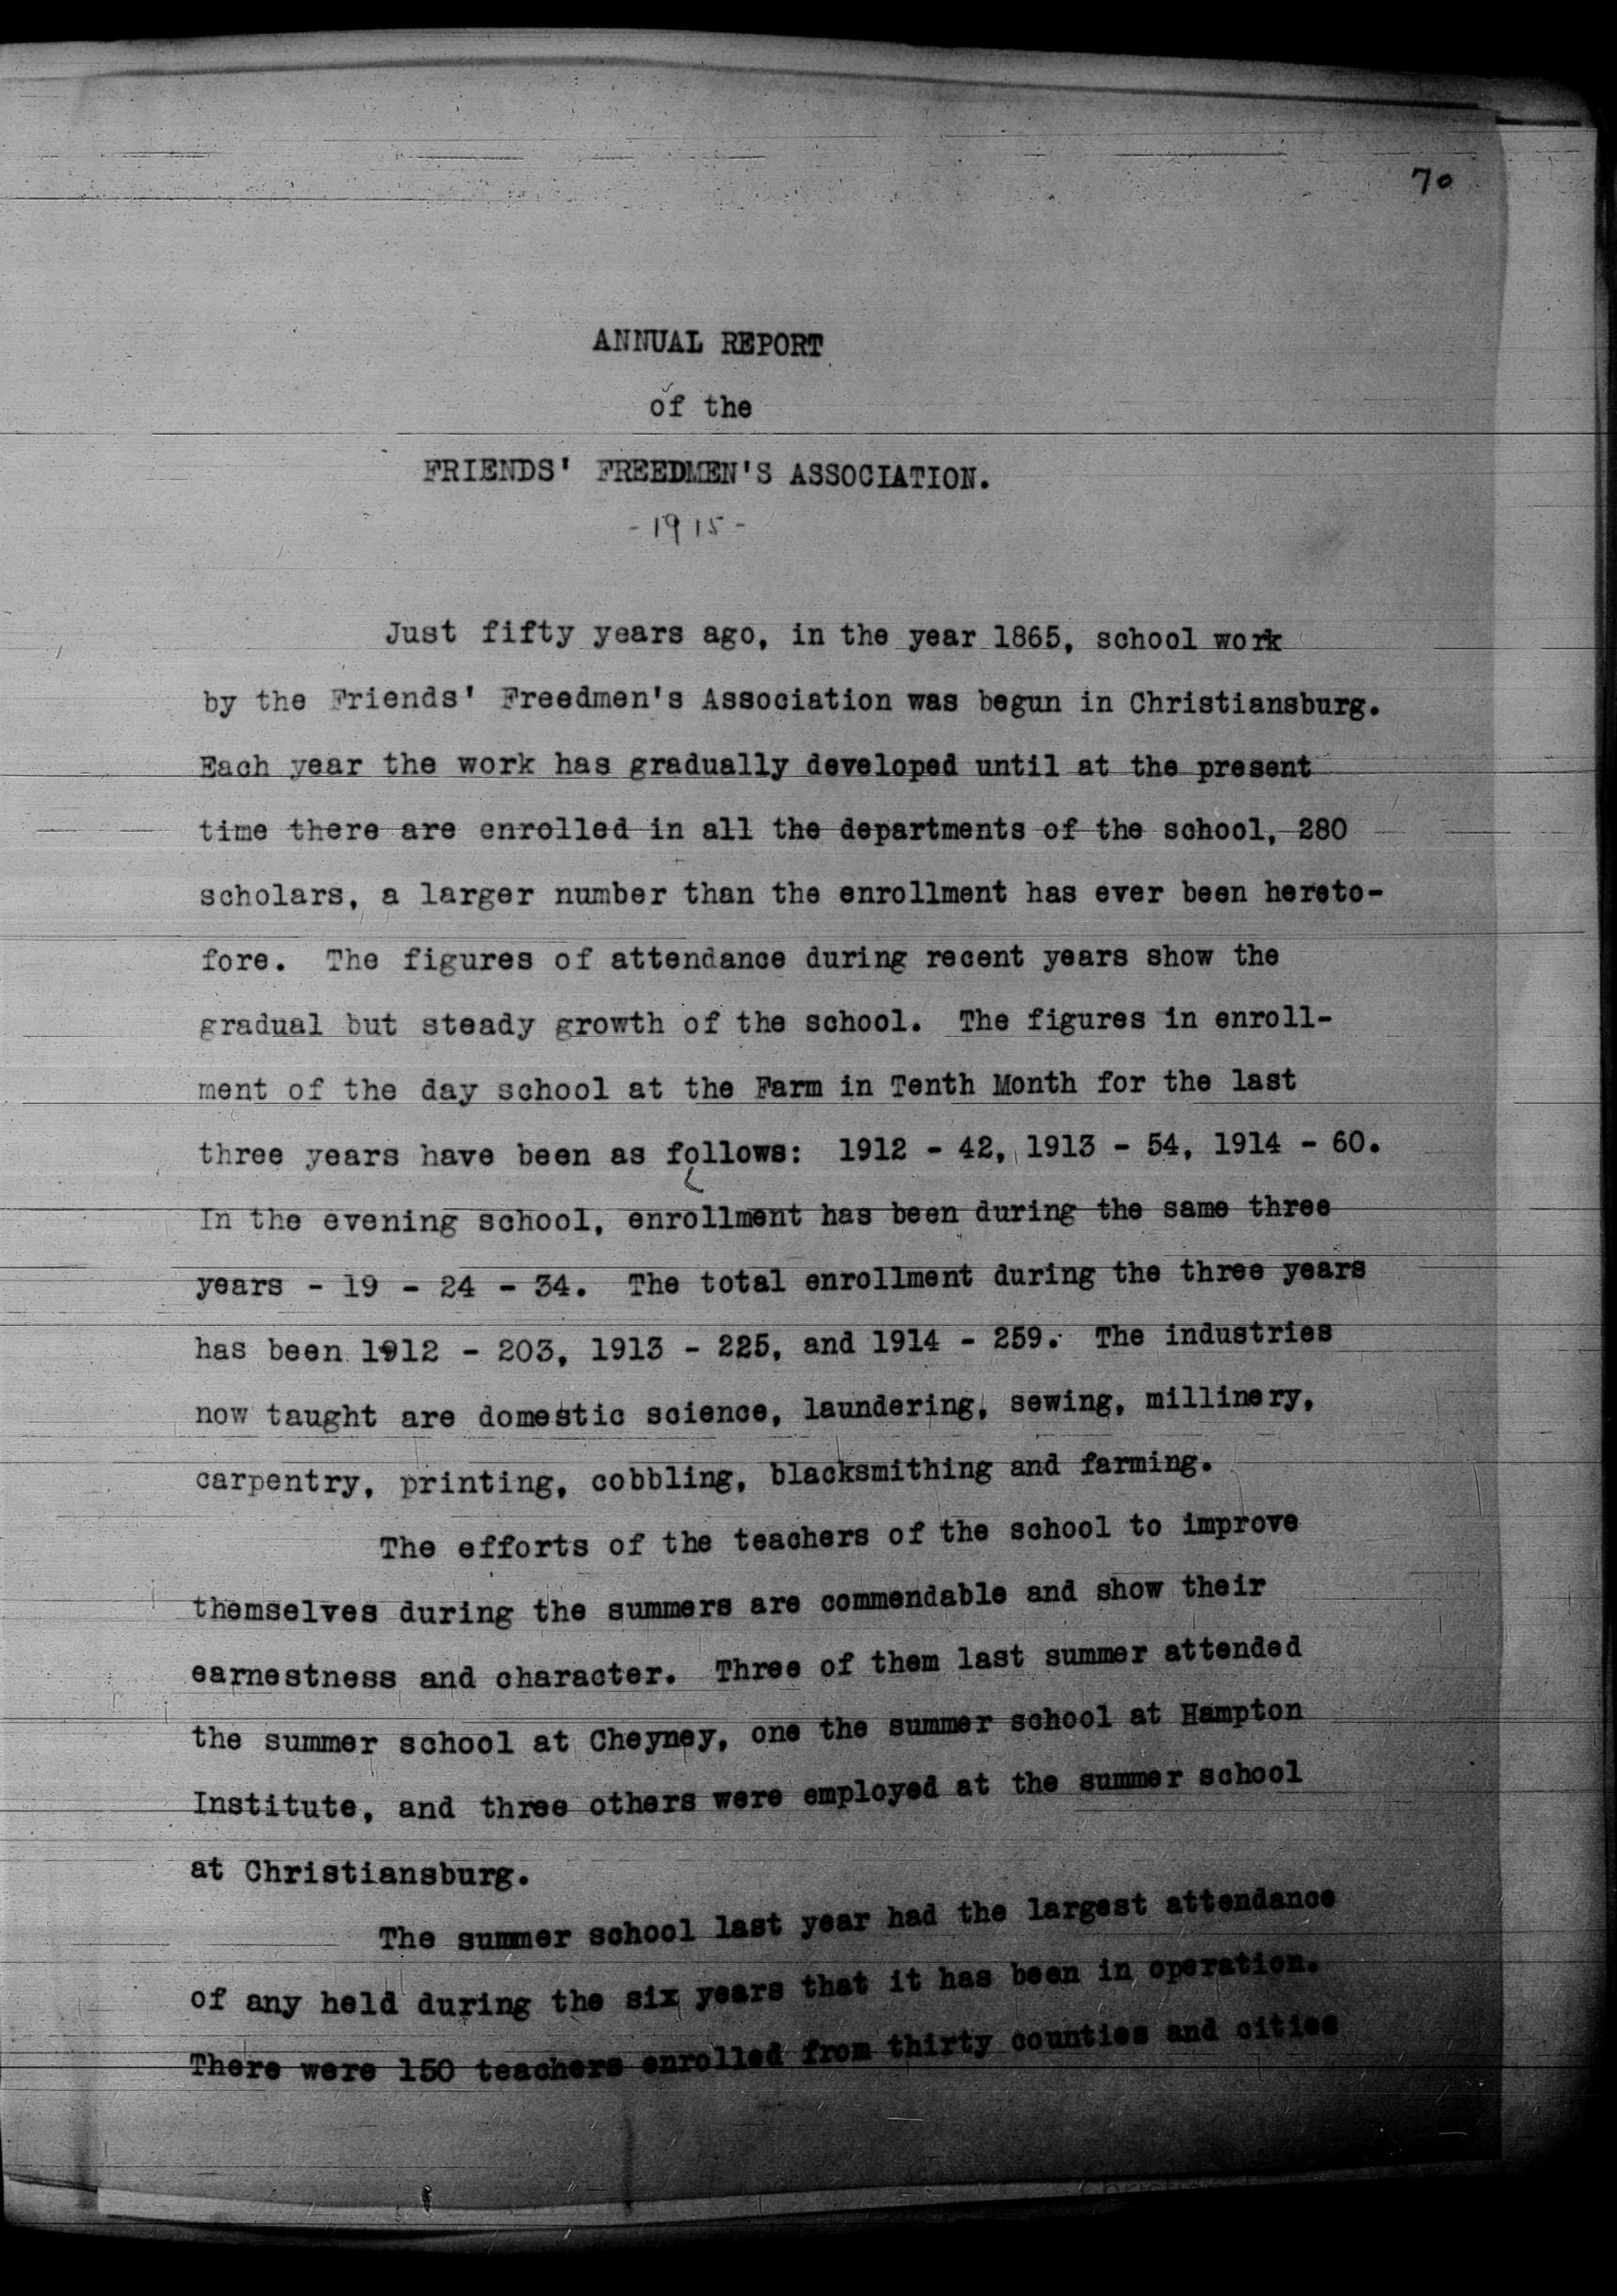 70
ANNUAL REPORT
of the
FRIENDS' FREEDMEN'S ASSOCIATION.
-1915-
Just fifty years ago, in the year 1865, school work
by the Friends' Freedmen's Association was begun in Christiansburg.
Each year the work has gradually developed until at the present
time there are enrolled in all the departments of the school, 280
scholars, a larger number than the enrollment has ever been hereto-
fore. The figures of attendance during recent years show the
gradual but steady growth of the school. The figures in enroll-
ment of the day school at the Farm in Tenth Month for the last
three years have been as follows: 1912 - 42, 1913 - 54, 1914 - 60.
In the evening school, enrollment has been during the same three
years - 19 - 24 - 34. The total enrollment during the three years
has been 1912 - 203, 1913 - 225, and 1914 - 259. The industries
now taught are domestic science, laundering, sewing, millinery,
carpentry, printing, cobbling, blacksmithing and farming.
The efforts of the teachers of the school to improve
themselves during the summers are commendable and show their
earnestness and character. Three of them last summer attended
the summer school at Cheyney, one the summer school at Hampton
Institute, and three others were employed at the summer school
at Christiansburg.
The summer school last year had the largest attendance
of any held during the six years that it has been in operation.
There were 150 teachers enrolled from thirty counties and cities